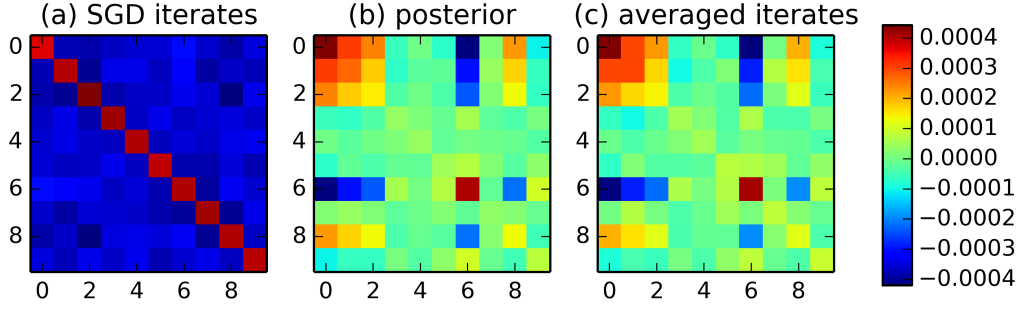 (a) SGD iterates (b) posterior (c) averaged iterates
0 0 0 0.0004
0.0003
2 2 2 0.0002
0.0001
4 4 4 0.0000
6 6 6 −0.0001
−0.0002
8 8 8 −0.0003
−0.0004
0 2 4 6 8 0 2 4 6 8 0 2 4 6 8